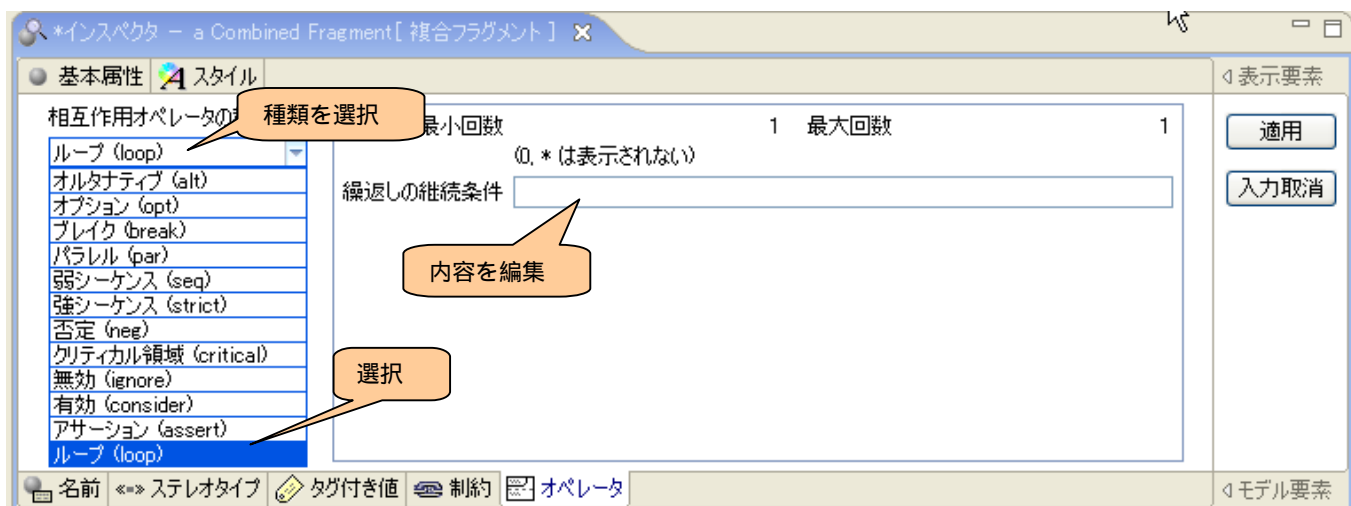 *インスペクタ － a Combined Fragment[ 複合フラグメント ]
基本属性 スタイル
表示要素
相互作用オペレータの
種類を選択
最小回数 1 最大回数 1
適用
ループ (loop)
(0, * は表示されない)
オルタナティブ (alt)
繰返しの継続条件
入力取消
オプション (opt)
ブレイク (break)
パラレル (par)
内容を編集
弱シーケンス (seq)
強シーケンス (strict)
否定 (neg)
クリティカル領域 (critical)
無効 (ignore)
選択
有効 (consider)
アサーション (assert)
ループ (loop)
名前 «=» ステレオタイプ タグ付き値 制約 オペレータ
モデル要素